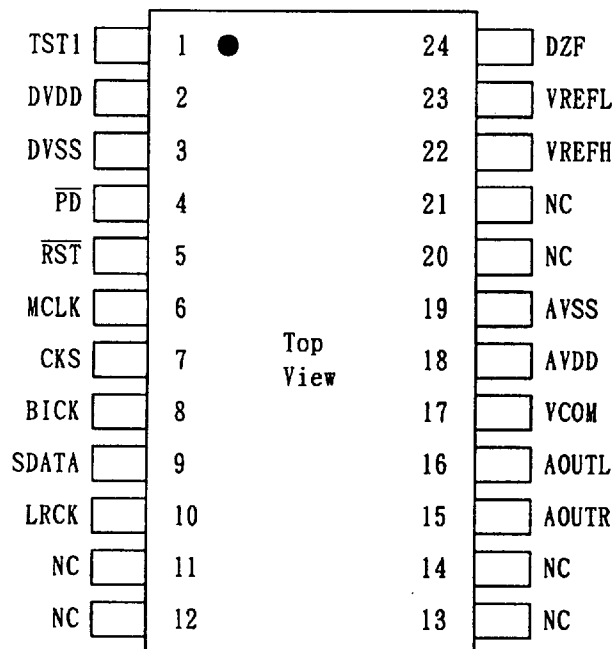 TST1 1 24 DZF
DVDD 2 23 VREFL
DVSS 3 22 VREFH
P̅D̅ 4 21 NC
R̅S̅T̅ 5 20 NC
MCLK 6 19 AVSS
CKS 7 Top 18 AVDD
BICK 8 View 17 VCOM
SDATA 9 16 AOUTL
LRCK 10 15 AOUTR
NC 11 14 NC
NC 12 13 NC